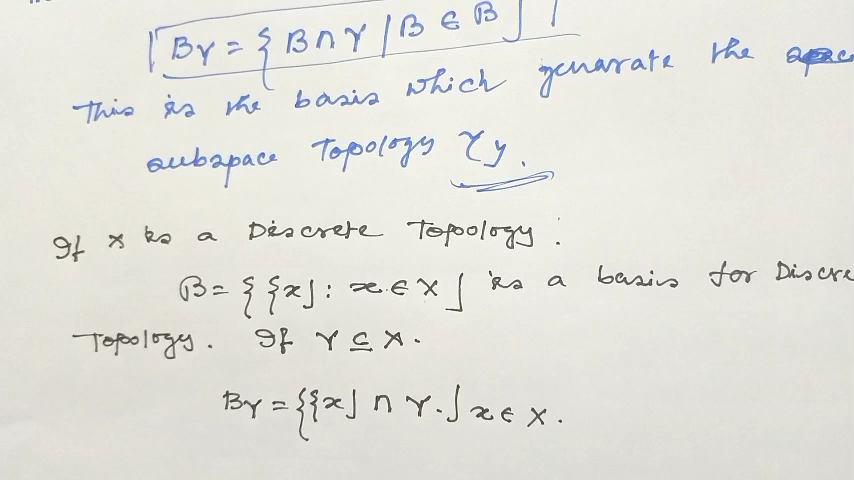 By = { B ∩ Y | B ∈ B }
This is the basis which genarate the
subspace Topology τy.
If X is a Discrete Topology :
B = { {x} : x ∈ X } is a basis for Discre
Topology. If Y ⊆ X.
By = {{x} ∩ Y.} x ∈ X.